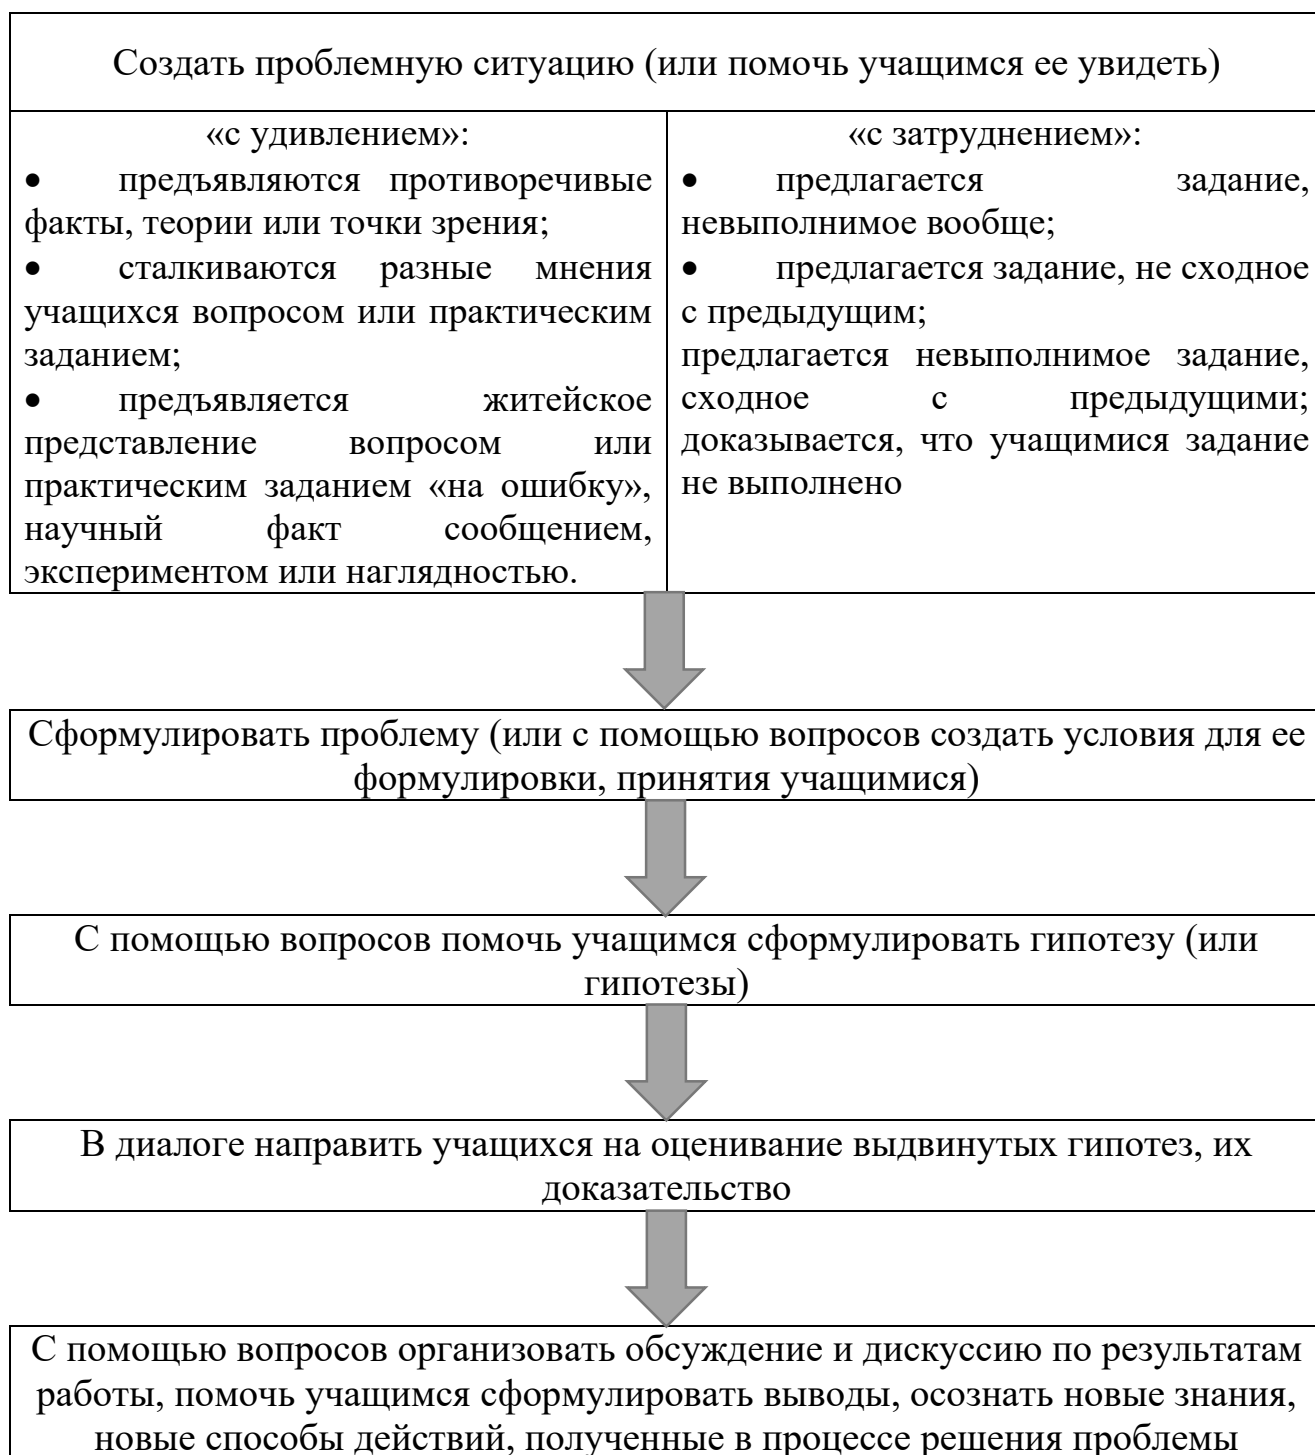 Создать проблемную ситуацию (или помочь учащимся ее увидеть)
«с удивлением»:
• предъявляются противоречивые
факты, теории или точки зрения;
• сталкиваются разные мнения
учащихся вопросом или практическим
заданием;
• предъявляется житейское
представление вопросом или
практическим заданием «на ошибку»,
научный факт сообщением,
экспериментом или наглядностью.
«с затруднением»:
• предлагается задание,
невыполнимое вообще;
• предлагается задание, не сходное
с предыдущим;
предлагается невыполнимое задание,
сходное с предыдущими;
доказывается, что учащимися задание
не выполнено
Сформулировать проблему (или с помощью вопросов создать условия для ее
формулировки, принятия учащимися)
С помощью вопросов помочь учащимся сформулировать гипотезу (или
гипотезы)
В диалоге направить учащихся на оценивание выдвинутых гипотез, их
доказательство
С помощью вопросов организовать обсуждение и дискуссию по результатам
работы, помочь учащимся сформулировать выводы, осознать новые знания,
новые способы действий, полученные в процессе решения проблемы